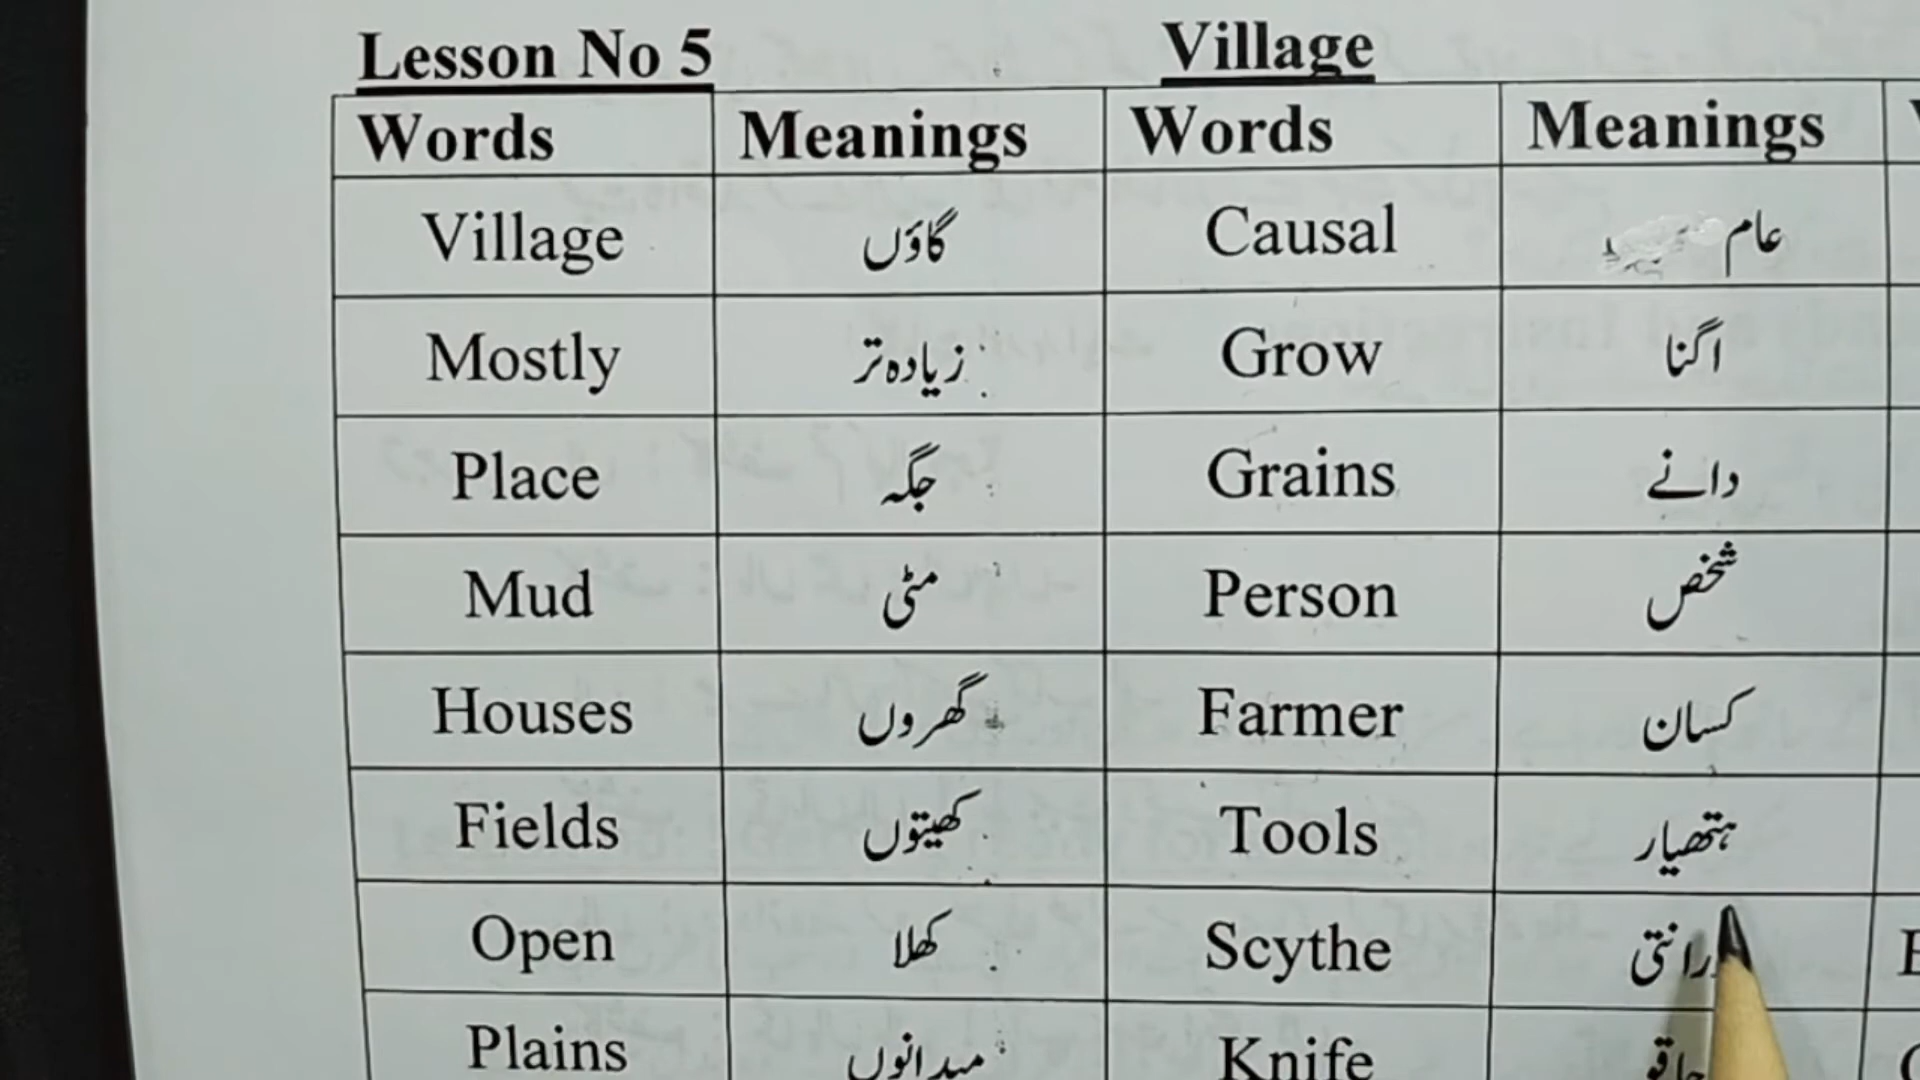 Lesson No 5 Village
Words Meanings Words Meanings
Village گاؤں Causal عام
Mostly زیادہ تر Grow اگنا
Place جگہ Grains دانے
Mud مٹی Person شخص
Houses گھروں Farmer کسان
Fields کھیتوں Tools ہتھیار
Open کھلا Scythe
Plains میدانوں Knife